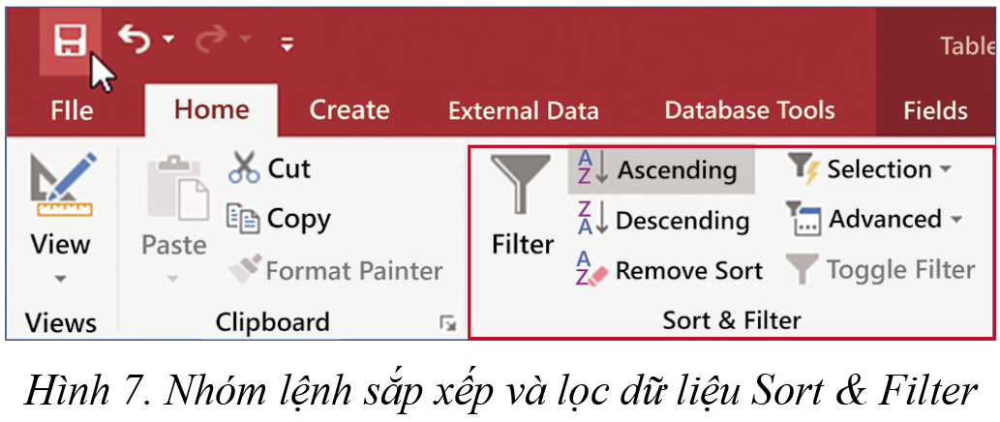 Table
FIle Home Create External Data Database Tools Fields
View
Views
Paste
Cut
Copy
Format Painter
Clipboard
Filter
Ascending
Descending
Remove Sort
Selection
Advanced
Toggle Filter
Sort & Filter
Hình 7. Nhóm lệnh sắp xếp và lọc dữ liệu Sort & Filter